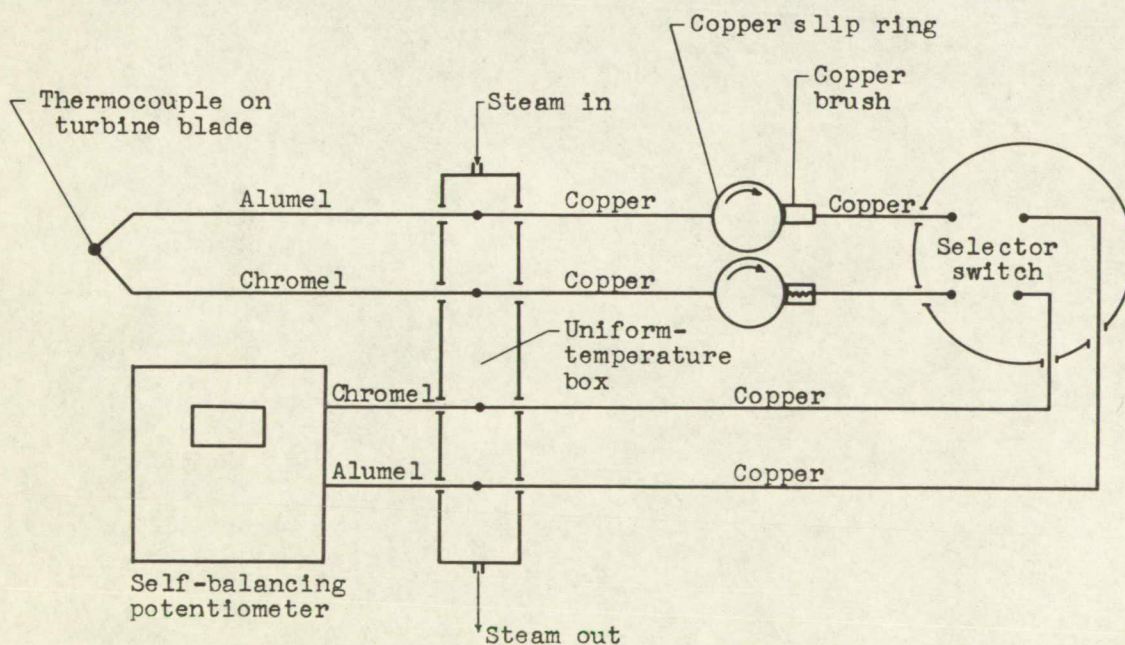 Copper slip ring
Copper
brush
Thermocouple on
turbine blade
Steam in
Alumel
Copper
Copper
Selector
switch
Chromel
Copper
Uniform-
temperature
box
Chromel
Copper
Alumel
Copper
Self-balancing
potentiometer
Steam out